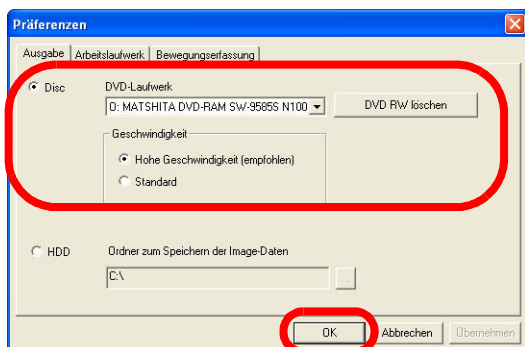 Präferenzen
Ausgabe Arbeitslaufwerk Bewegungserfassung
Disc DVD-Laufwerk
O: MATSHITA DVD-RAM SW-9585S N100 DVD RW löschen
Geschwindigkeit
Hohe Geschwindigkeit (empfohlen)
Standard
HDD Ordner zum Speichern der Image-Daten
C:\ ...
OK Abbrechen Übernehmen